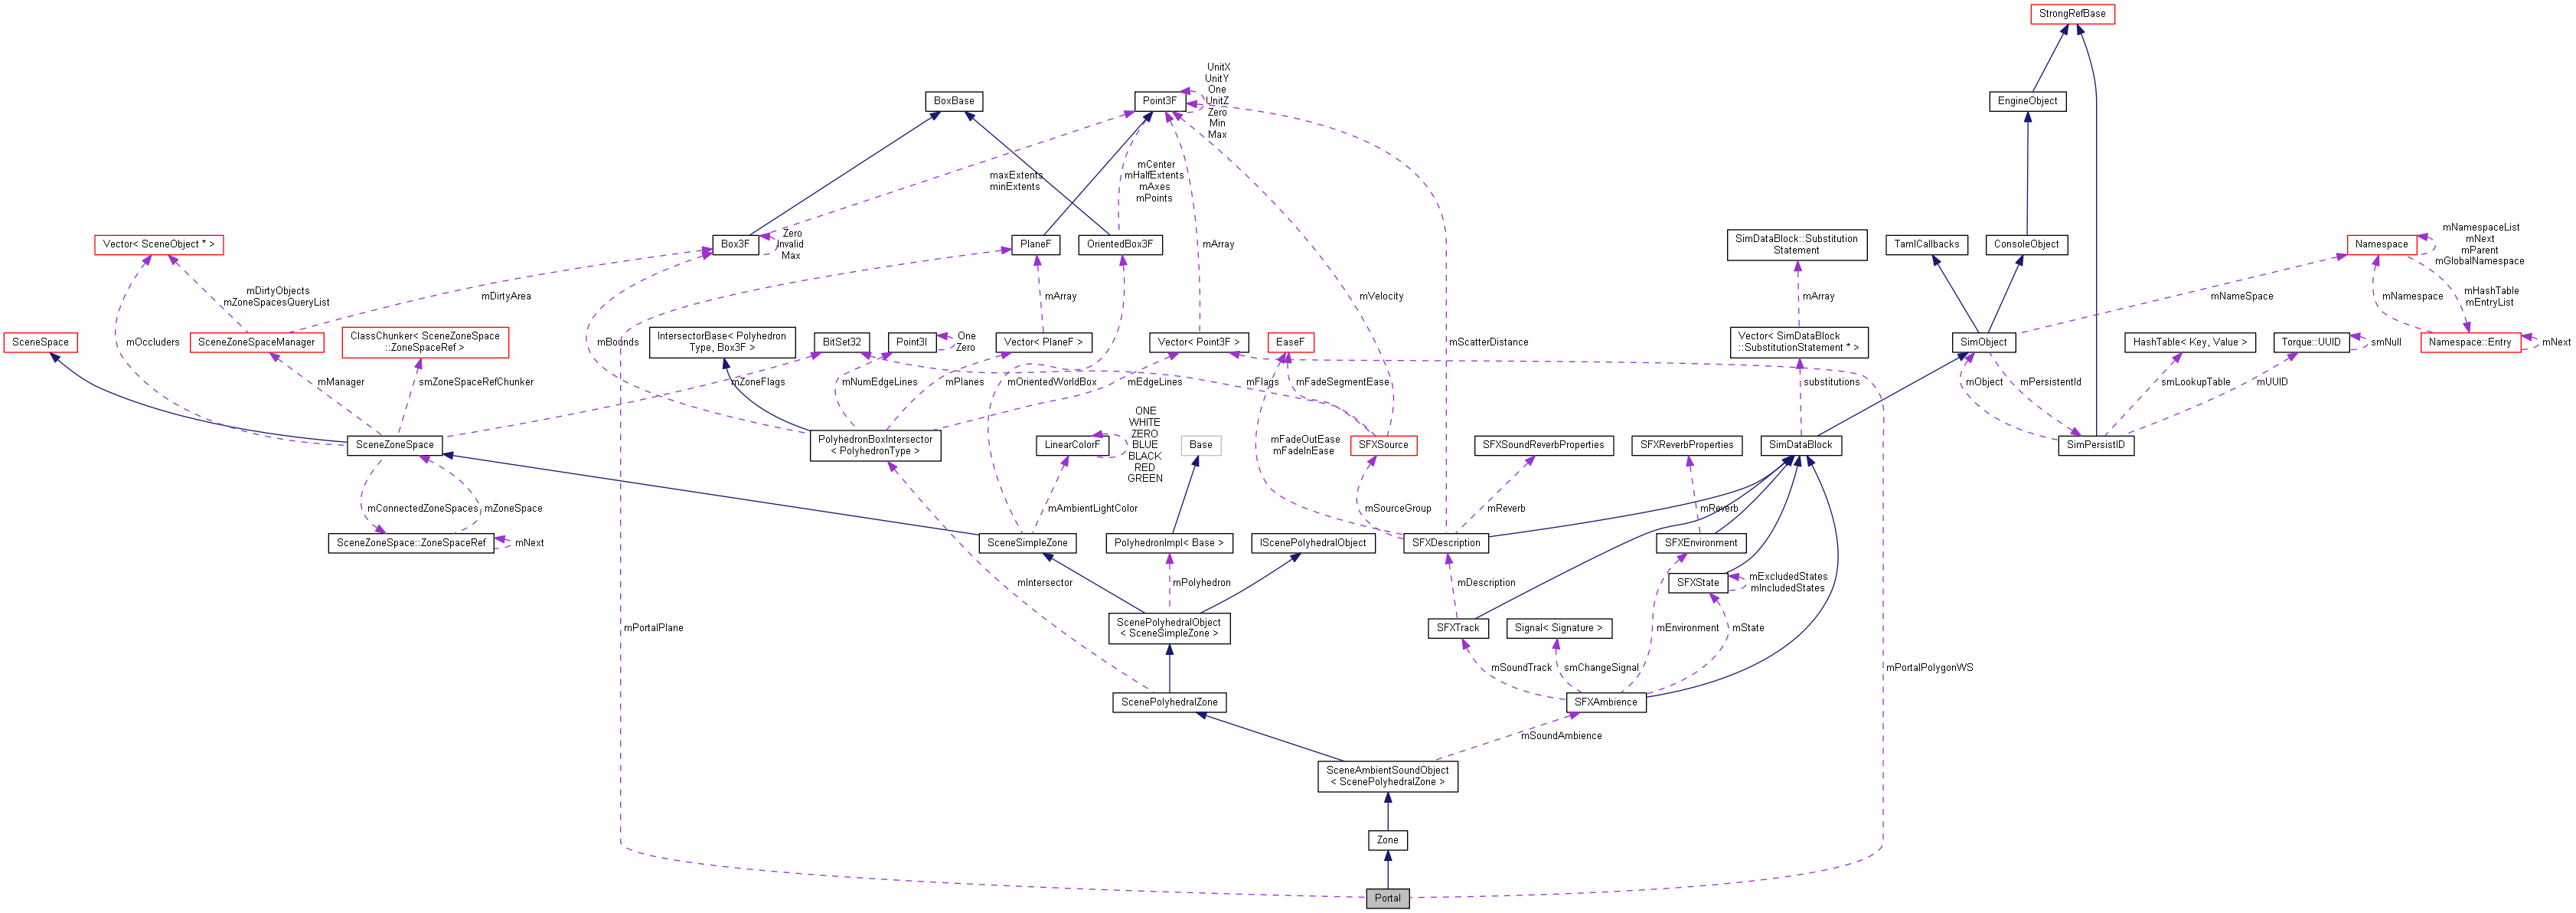 StrongRefBase
UnitX
UnitY
One
UnitZ
Zero
Min
Max
BoxBase
Point3F
EngineObject
mCenter
mHalfExtents
mAxes
mPoints
maxExtents
minExtents
Vector< SceneObject * >
Box3F
Zero
Invalid
Max
PlaneF
OrientedBox3F
mArray
SimDataBlock::Substitution
Statement
TamlCallbacks
ConsoleObject
Namespace
mNamespaceList
mNext
mParent
mGlobalNamespace
mDirtyObjects
mZoneSpacesQueryList
mDirtyArea
mArray
mVelocity
mArray
mNameSpace
mNamespace
mHashTable
mEntryList
SceneSpace
mOccluders
SceneZoneSpaceManager
ClassChunker< SceneZoneSpace
::ZoneSpaceRef >
mBounds
IntersectorBase< Polyhedron
Type, Box3F >
BitSet32
Point3I
One
Zero
Vector< PlaneF >
Vector< Point3F >
EaseF
mScatterDistance
Vector< SimDataBlock
::SubstitutionStatement * >
SimObject
HashTable< Key, Value >
Torque::UUID
smNull
Namespace::Entry
mNext
mManager
smZoneSpaceRefChunker
mZoneFlags
mNumEdgeLines
mPlanes
mOrientedWorldBox
mEdgeLines
mFlags
mFadeSegmentEase
substitutions
mObject
mPersistentId
smLookupTable
mUUID
SceneZoneSpace
PolyhedronBoxIntersector
< PolyhedronType >
LinearColorF
ONE
WHITE
ZERO
BLUE
BLACK
RED
GREEN
Base
mFadeOutEase
mFadeInEase
SFXSource
SFXSoundReverbProperties
SFXReverbProperties
SimDataBlock
SimPersistID
mConnectedZoneSpaces
mZoneSpace
mAmbientLightColor
mSourceGroup
mReverb
mReverb
SceneZoneSpace::ZoneSpaceRef
mNext
SceneSimpleZone
PolyhedronImpl< Base >
IScenePolyhedralObject
SFXDescription
SFXEnvironment
mIntersector
mPolyhedron
mDescription
SFXState
mExcludedStates
mIncludedStates
mPortalPlane
ScenePolyhedralObject
< SceneSimpleZone >
SFXTrack
Signal< Signature >
mEnvironment
mState
mSoundTrack
smChangeSignal
mPortalPolygonWS
ScenePolyhedralZone
SFXAmbience
mSoundAmbience
SceneAmbientSoundObject
< ScenePolyhedralZone >
Zone
Portal